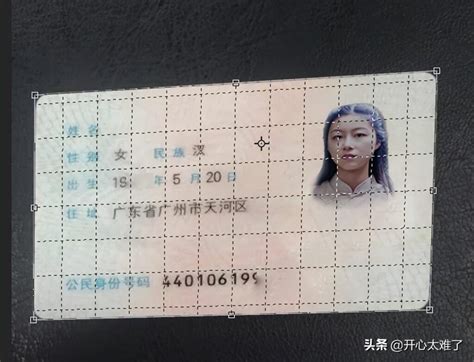 姓名
性别 女 民族 汉
出生 19 年 5 月 20 日
住址 广东省广州市天河区
公民身份号码 440106199
头条 @开心太难了